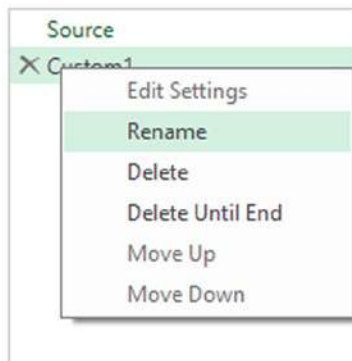 Source
Custom1
Edit Settings
Rename
Delete
Delete Until End
Move Up
Move Down